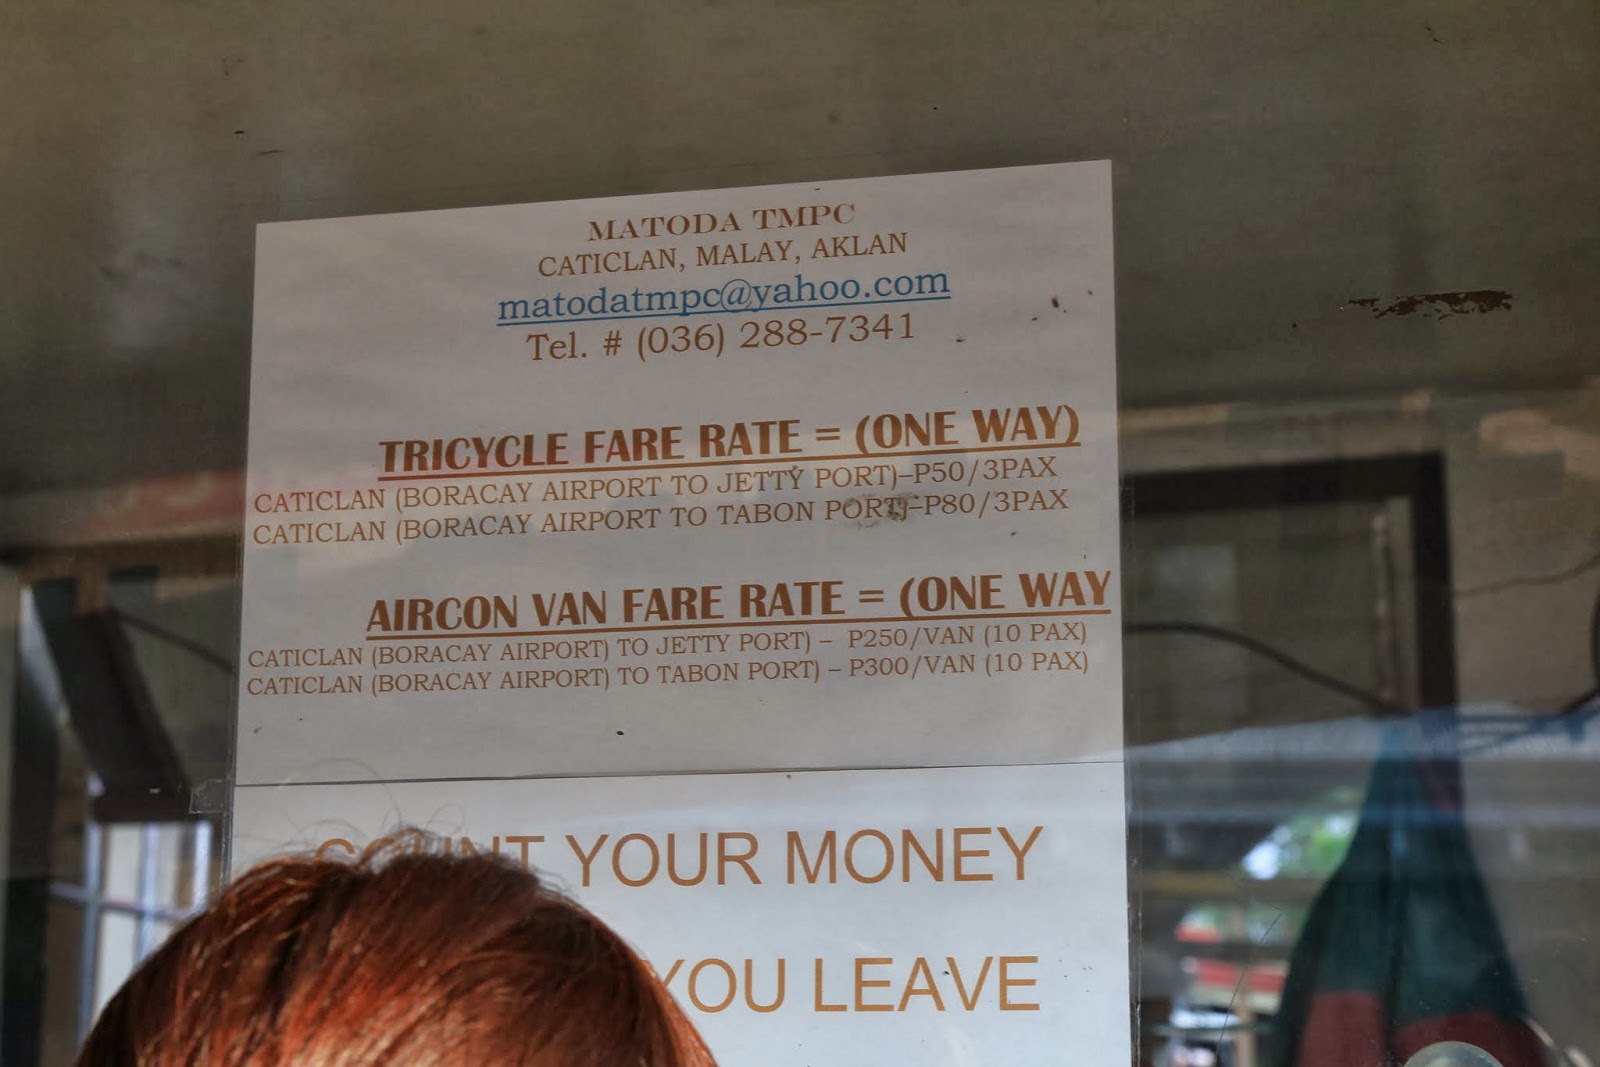 MATODA TMPC
CATICLAN, MALAY, AKLAN
matodatmpc@yahoo.com
Tel. # (036) 288-7341
TRICYCLE FARE RATE = (ONE WAY)
CATICLAN (BORACAY AIRPORT TO JETTY PORT)–P50/3PAX
CATICLAN (BORACAY AIRPORT TO TABON PORT)–P80/3PAX
AIRCON VAN FARE RATE = (ONE WAY
CATICLAN (BORACAY AIRPORT) TO JETTY PORT) – P250/VAN (10 PAX)
CATICLAN (BORACAY AIRPORT) TO TABON PORT) – P300/VAN (10 PAX)
COUNT YOUR MONEY
YOU LEAVE